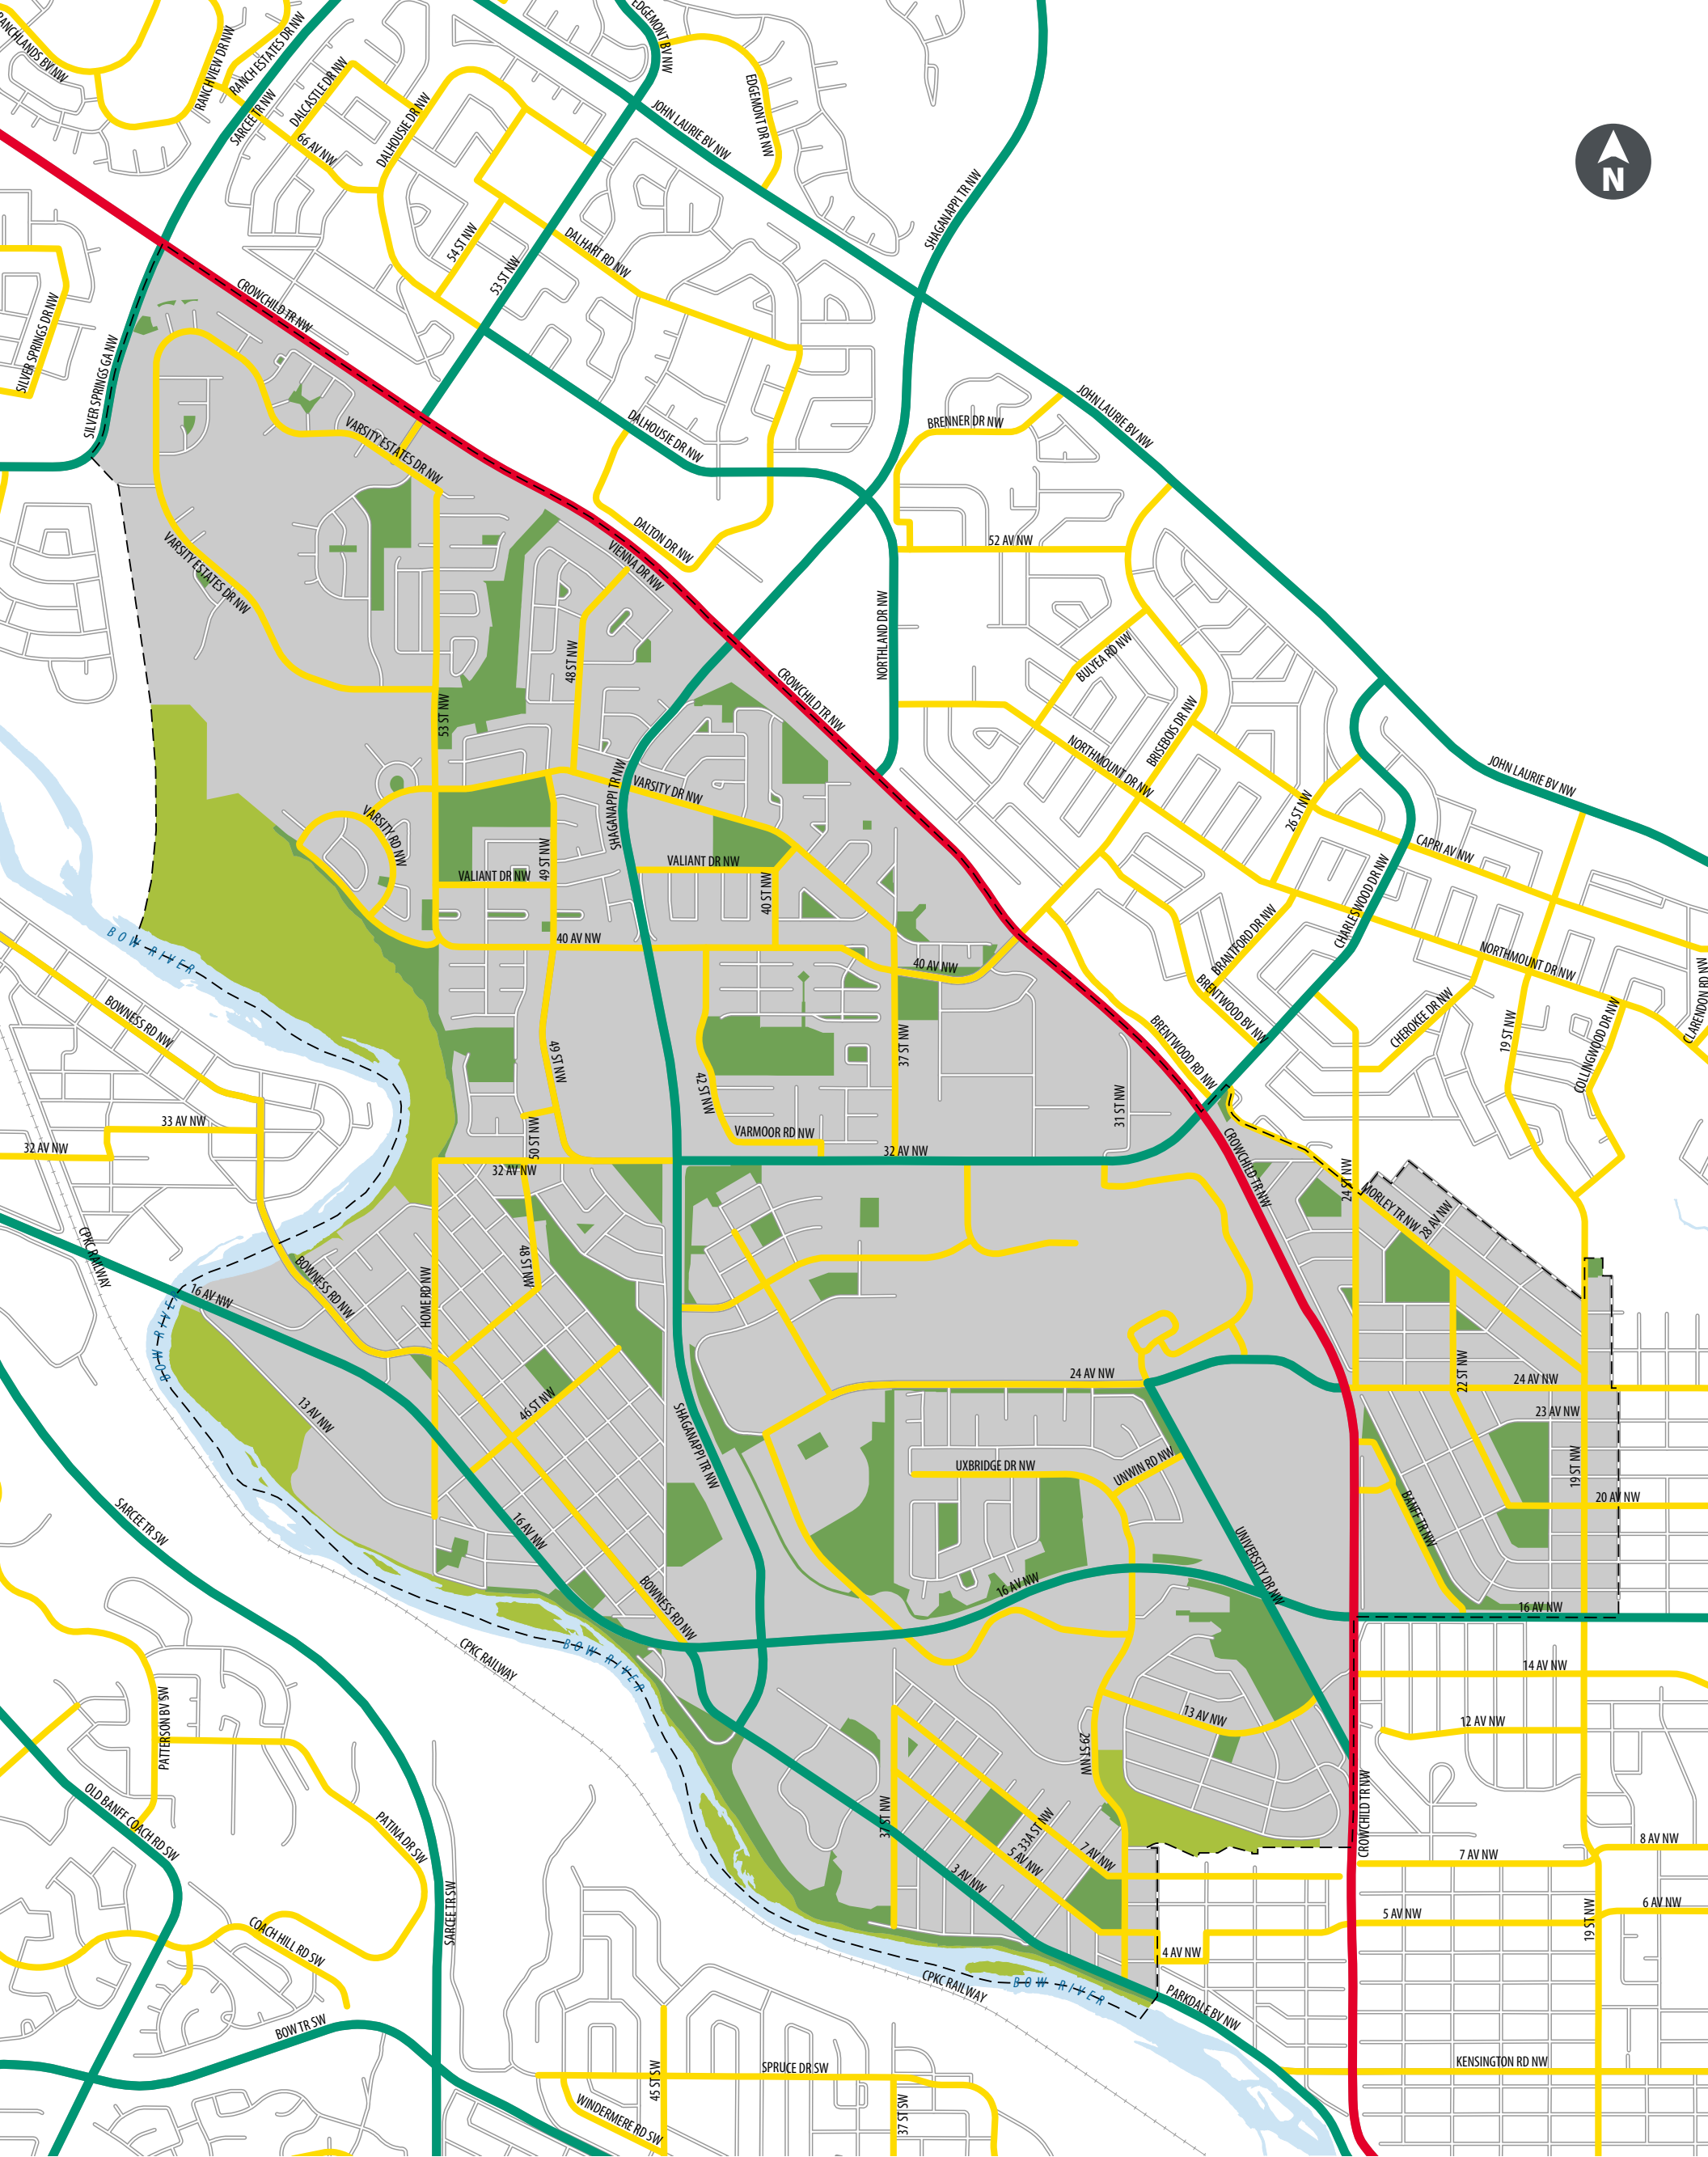 RANCHVIEW DR NW
RANCH ESTATES DR NW
SARCEE TR NW
DALCASTLE DR NW
66 AV NW
DALHOUSIE DR NW
EDGEMONT BV NW
EDGEMONT DR NW
JOHN LAURIE BV NW
SHAGANAPPI TR NW
N
54 ST NW
53 ST NW
DALHART RD NW
CROWCHILD TR NW
SILVER SPRINGS DR NW
SILVER SPRINGS GA NW
VARSITY ESTATES DR NW
DALHOUSIE DR NW
BRENNER DR NW
JOHN LAURIE BV NW
DALTON DR NW
VIENNA DR NW
52 AV NW
VARSITY ESTATES DR NW
NORTHLAND DR NW
48 ST NW
BULYEA RD NW
53 ST NW
CROWCHILD TR NW
BRISEBOIS DR NW
NORTHMOUNT DR NW
JOHN LAURIE BV NW
SHAGANAPPI TR NW
VARSITY DR NW
26 ST NW
VARSITY RD NW
CAPRI AV NW
49 ST NW
VALIANT DR NW
VALIANT DR NW
40 ST NW
CHARLESWOOD DR NW
BRANTFORD DR NW
40 AV NW
40 AV NW
BOW RIVER
NORTHMOUNT DR NW
BRENTWOOD BV NW
CLARENDON RD NW
BOWNESS RD NW
BRENTWOOD RD NW
CHEROKEE DR NW
19 ST NW
COLLINGWOOD DR NW
49 ST NW
42 ST NW
37 ST NW
31 ST NW
33 AV NW
32 AV NW
50 ST NW
VARMOOR RD NW
32 AV NW
32 AV NW
CROWCHILD TR NW
24 ST NW
MORLEY TR NW
28 AV NW
CPKC RAILWAY
16 AV NW
BOWNESS RD NW
HOME RD NW
48 ST NW
BOW RIVER
24 AV NW
22 ST NW
24 AV NW
23 AV NW
13 AV NW
46 ST NW
SHAGANAPPI TR NW
UXBRIDGE DR NW
UNWIN RD NW
19 ST NW
20 AV NW
BANFF TR NW
SARCEE TR SW
16 AV NW
UNIVERSITY DR NW
16 AV NW
BOWNESS RD NW
16 AV NW
CPKC RAILWAY
BOW RIVER
14 AV NW
PATTERSON BV SW
13 AV NW
12 AV NW
29 ST NW
OLD BANFF COACH RD SW
PATINA DR SW
37 ST NW
33A ST NW
7 AV NW
5 AV NW
3 AV NW
CROWCHILD TR NW
8 AV NW
7 AV NW
SARCEE TR SW
5 AV NW
6 AV NW
19 ST NW
COACH HILL RD SW
4 AV NW
CPKC RAILWAY
BOW RIVER
PARKDALE BV NW
BOW TR SW
KENSINGTON RD NW
SPRUCE DR SW
45 ST SW
WINDERMERE RD SW
37 ST SW